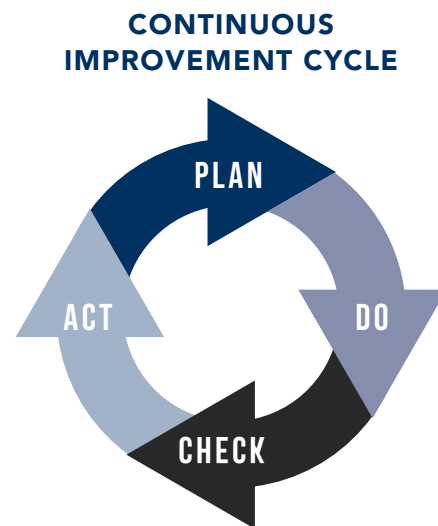 CONTINUOUS
IMPROVEMENT CYCLE
PLAN
DO
CHECK
ACT